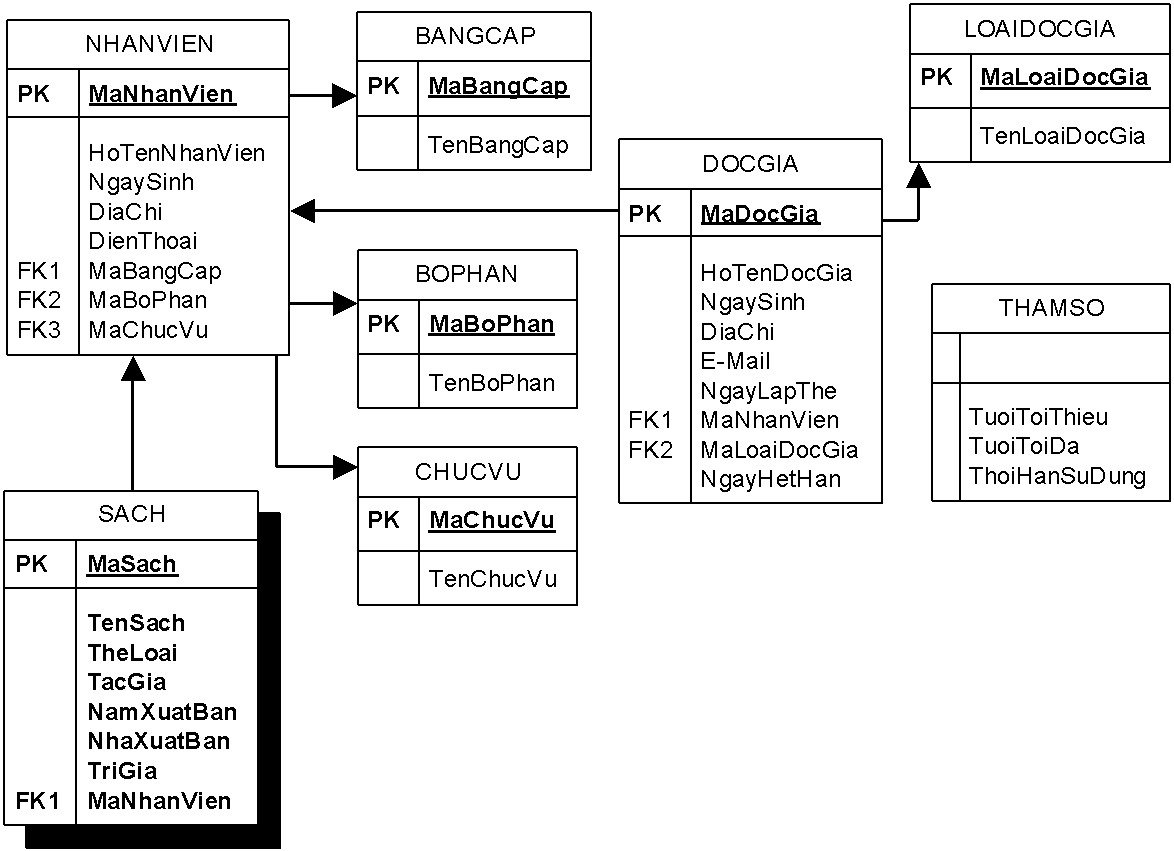 NHANVIEN
PK MaNhanVien
HoTenNhanVien
NgaySinh
DiaChi
DienThoai
FK1 MaBangCap
FK2 MaBoPhan
FK3 MaChucVu
BANGCAP
PK MaBangCap
TenBangCap
LOAIDOCGIA
PK MaLoaiDocGia
TenLoaiDocGia
DOCGIA
PK MaDocGia
HoTenDocGia
NgaySinh
DiaChi
E-Mail
NgayLapThe
FK1 MaNhanVien
FK2 MaLoaiDocGia
NgayHetHan
BOPHAN
PK MaBoPhan
TenBoPhan
THAMSO
TuoiToiThieu
TuoiToiDa
ThoiHanSuDung
CHUCVU
PK MaChucVu
TenChucVu
SACH
PK MaSach
TenSach
TheLoai
TacGia
NamXuatBan
NhaXuatBan
TriGia
FK1 MaNhanVien